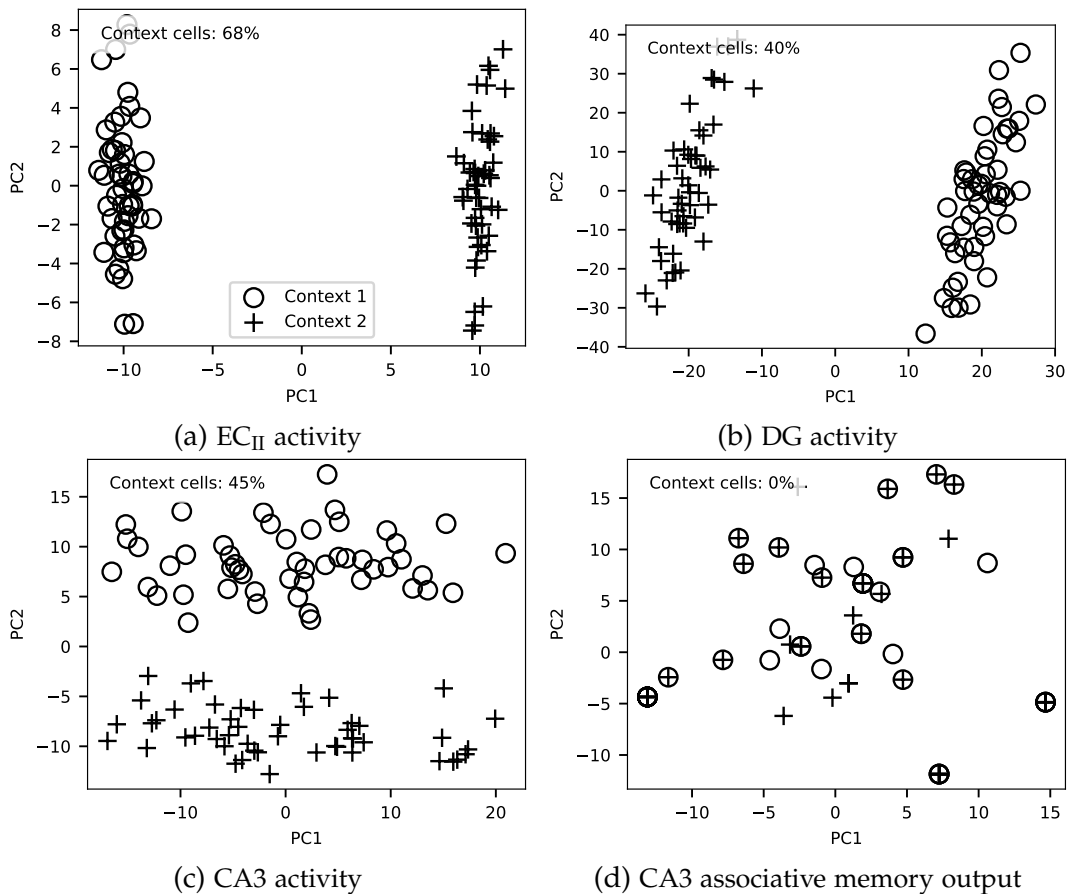 Context cells: 68%
8
6
4
2
0
−2
−4
−6
−8
PC2
Context 1
Context 2
−10
−5
0
5
10
PC1
(a) ECII activity
Context cells: 40%
40
30
20
10
0
−10
−20
−30
−40
PC2
−20
−10
0
10
20
30
PC1
(b) DG activity
Context cells: 45%
15
10
5
0
−5
−10
PC2
−10
0
10
20
PC1
(c) CA3 activity
Context cells: 0%
15
10
5
0
−5
−10
PC2
−10
−5
0
5
10
15
PC1
(d) CA3 associative memory output